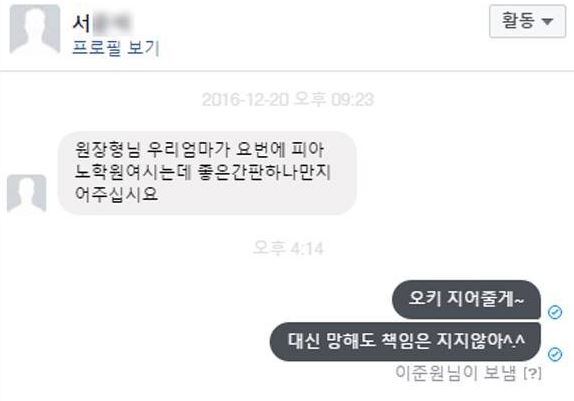 서
프로필 보기
활동
2016-12-20 오후 09:23
원장형님 우리엄마가 요번에 피아
노학원여시는데 좋은간판하나만지
어주십시요
오후 4:14
오키 지어줄게~
대신 망해도 책임은 지지않아^.^
이준원님이 보냄 [?]